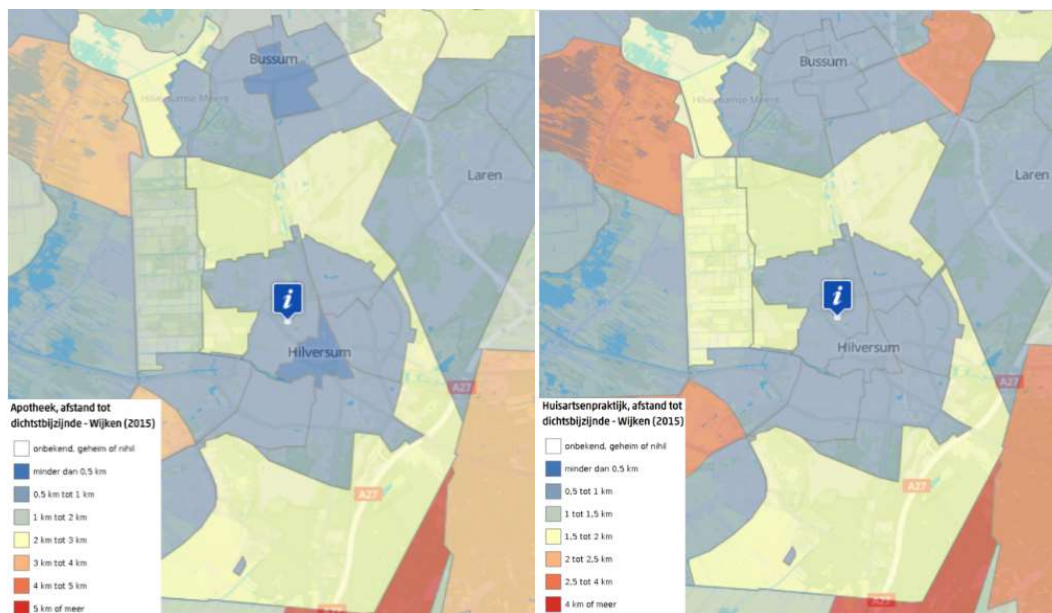 Bussum
Hilversumse Meent
Laren
i
Hilversum
A27
A27
A27
Apotheek, afstand tot
dichtstbijzijnde - Wijken (2015)
onbekend, geheim of nihil
minder dan 0,5 km
0,5 km tot 1 km
1 km tot 2 km
2 km tot 3 km
3 km tot 4 km
4 km tot 5 km
5 km of meer
Bussum
Hilversumse Meent
Laren
i
Hilversum
A27
A27
A27
Huisartsenpraktijk, afstand tot
dichtsbijzijnde - Wijken (2015)
onbekend, geheim of nihil
minder dan 0,5 km
0,5 tot 1 km
1 tot 1,5 km
1,5 tot 2 km
2 tot 2,5 km
2,5 tot 4 km
4 km of meer